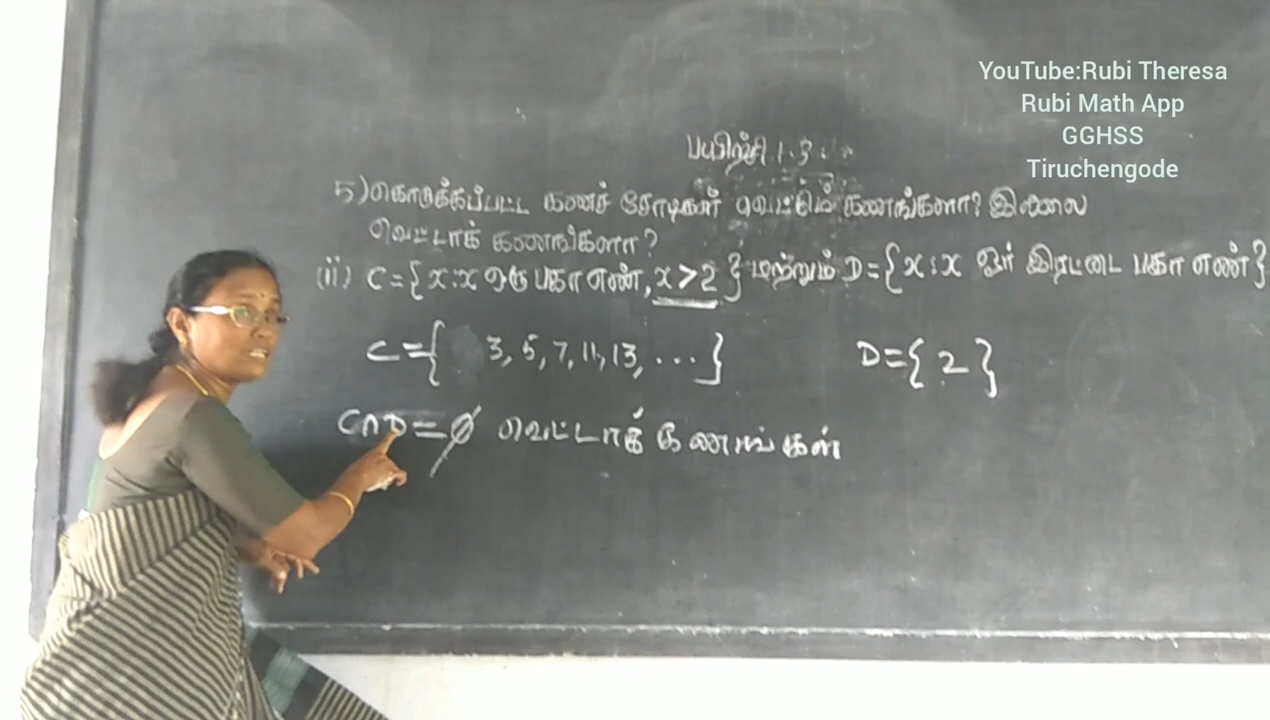 YouTube:Rubi Theresa
Rubi Math App
GGHSS
Tiruchengode
பயிற்சி 1.3
5) கொடுக்கப்பட்ட கணச் சோடிகள் வெட்டும் கணங்களா? இல்லை
வெட்டாக் கணங்களா?
(ii) C={x:x ஒரு பகா எண், x>2} மற்றும் D={x:x ஓர் இரட்டை பகா எண்}
C={ 3, 5, 7, 11, 13, ...} D={2}
C∩D=∅ வெட்டாக் கணங்கள்